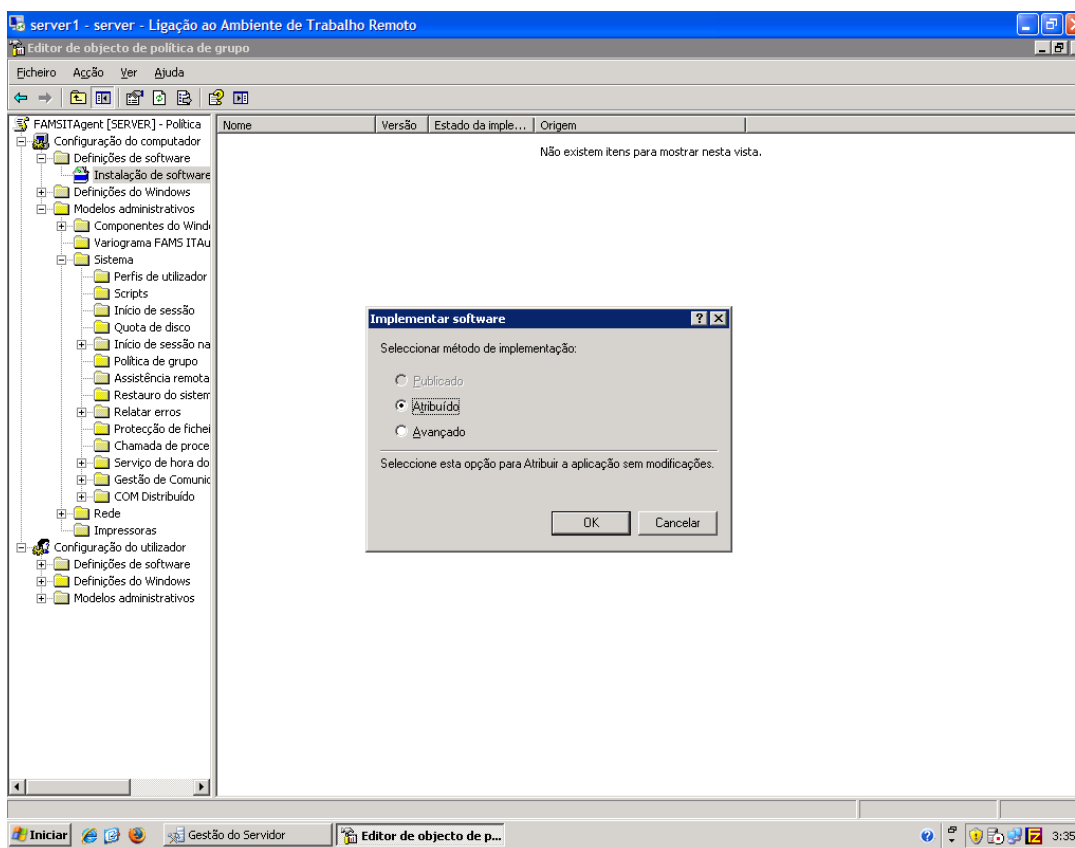 server1 - server - Ligação ao Ambiente de Trabalho Remoto
Editor de objecto de política de grupo
Ficheiro Acção Ver Ajuda
FAMSITAgent [SERVER] - Política
Nome Versão Estado da imple... Origem
Configuração do computador
Não existem itens para mostrar nesta vista.
Definições de software
Instalação de software
Definições do Windows
Modelos administrativos
Componentes do Wind
Variograma FAMS ITAu
Sistema
Perfis de utilizador
Scripts
Início de sessão
Quota de disco
Início de sessão na
Política de grupo
Assistência remota
Restauro do sistem
Relatar erros
Protecção de fichei
Chamada de proce
Serviço de hora do
Gestão de Comunic
COM Distribuído
Rede
Impressoras
Configuração do utilizador
Definições de software
Definições do Windows
Modelos administrativos
Implementar software
Seleccionar método de implementação:
Publicado
Atribuído
Avançado
Seleccione esta opção para Atribuir a aplicação sem modificações.
OK Cancelar
Iniciar Gestão do Servidor Editor de objecto de p... 3:35